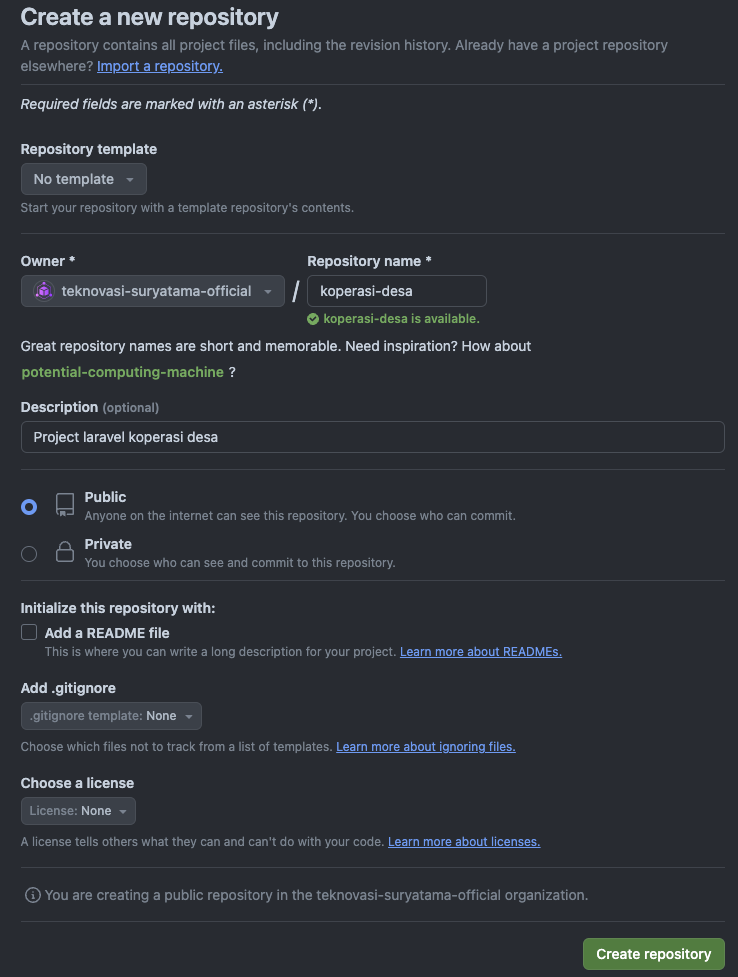 Create a new repository
A repository contains all project files, including the revision history. Already have a project repository
elsewhere? Import a repository.
Required fields are marked with an asterisk (*).
Repository template
No template
Start your repository with a template repository's contents.
Owner *
Repository name *
teknovasi-suryatama-official
/
koperasi-desa
koperasi-desa is available.
Great repository names are short and memorable. Need inspiration? How about
potential-computing-machine ?
Description (optional)
Project laravel koperasi desa
Public
Anyone on the internet can see this repository. You choose who can commit.
Private
You choose who can see and commit to this repository.
Initialize this repository with:
Add a README file
This is where you can write a long description for your project. Learn more about READMEs.
Add .gitignore
.gitignore template: None
Choose which files not to track from a list of templates. Learn more about ignoring files.
Choose a license
License: None
A license tells others what they can and can't do with your code. Learn more about licenses.
You are creating a public repository in the teknovasi-suryatama-official organization.
Create repository